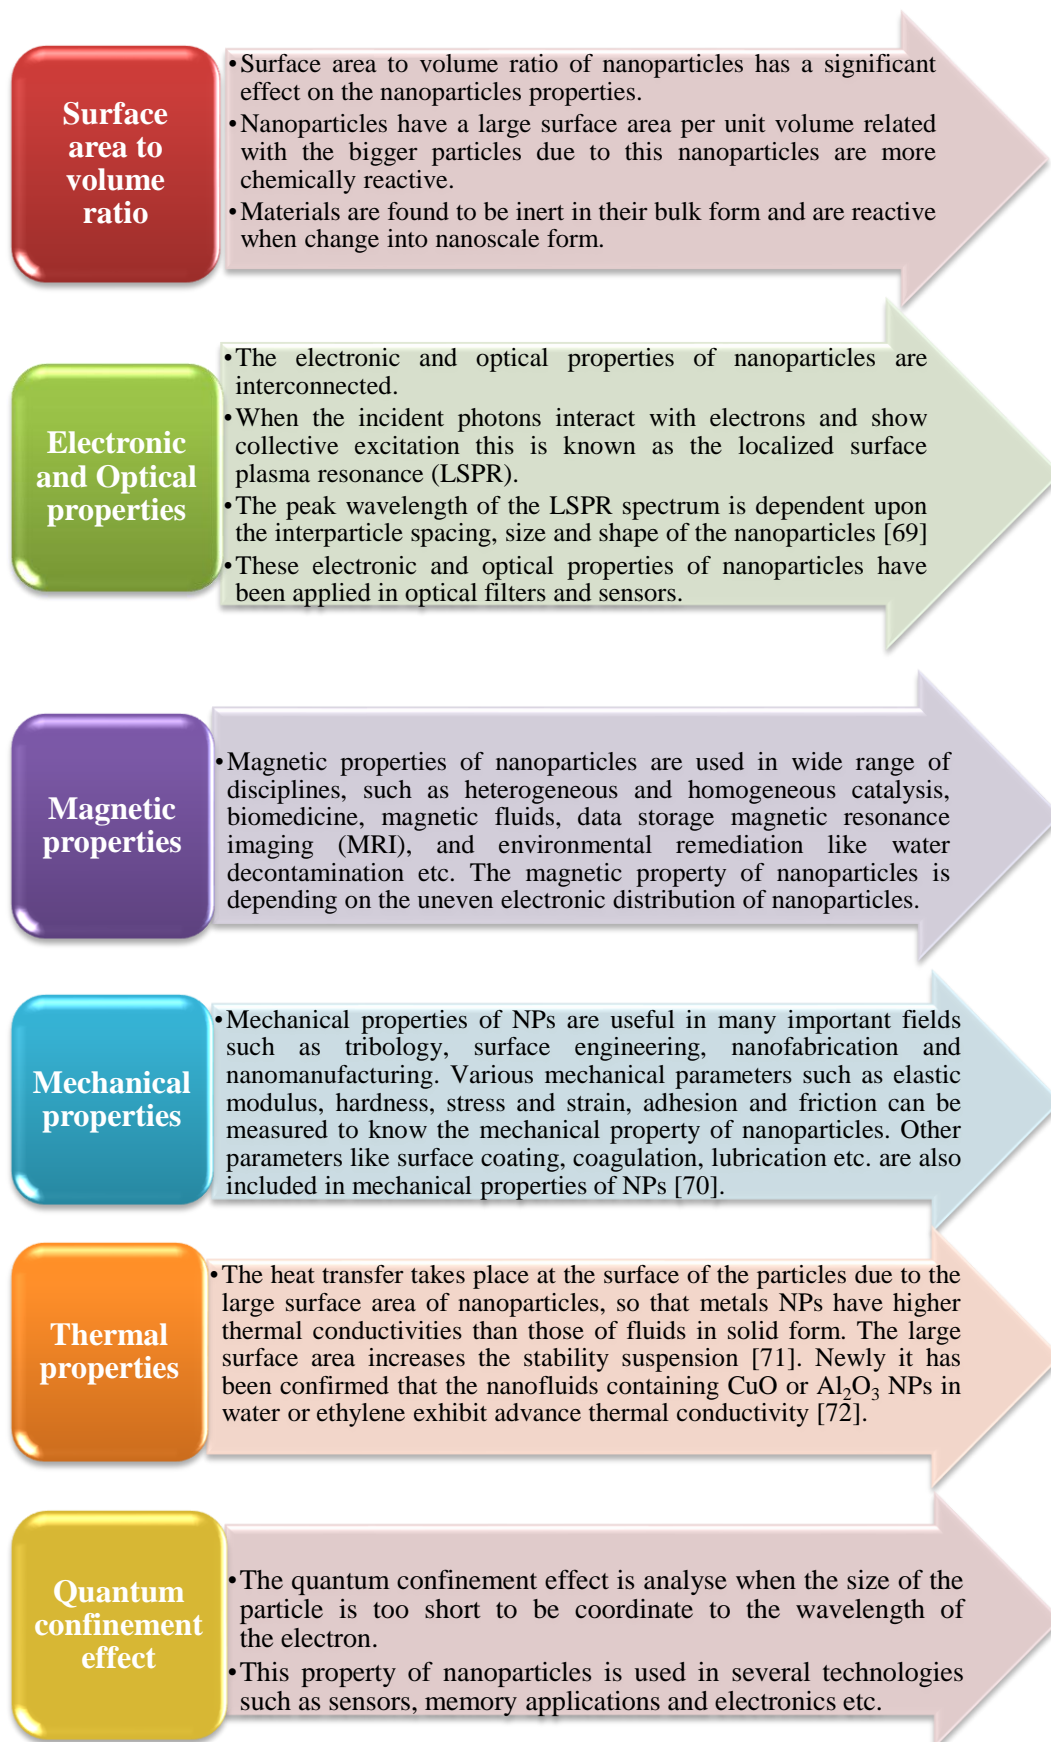 Surface
area to
volume
ratio
•Surface area to volume ratio of nanoparticles has a significant
effect on the nanoparticles properties.
•Nanoparticles have a large surface area per unit volume related
with the bigger particles due to this nanoparticles are more
chemically reactive.
•Materials are found to be inert in their bulk form and are reactive
when change into nanoscale form.
Electronic
and Optical
properties
•The electronic and optical properties of nanoparticles are
interconnected.
•When the incident photons interact with electrons and show
collective excitation this is known as the localized surface
plasma resonance (LSPR).
•The peak wavelength of the LSPR spectrum is dependent upon
the interparticle spacing, size and shape of the nanoparticles [69]
•These electronic and optical properties of nanoparticles have
been applied in optical filters and sensors.
Magnetic
properties
•Magnetic properties of nanoparticles are used in wide range of
disciplines, such as heterogeneous and homogeneous catalysis,
biomedicine, magnetic fluids, data storage magnetic resonance
imaging (MRI), and environmental remediation like water
decontamination etc. The magnetic property of nanoparticles is
depending on the uneven electronic distribution of nanoparticles.
Mechanical
properties
•Mechanical properties of NPs are useful in many important fields
such as tribology, surface engineering, nanofabrication and
nanomanufacturing. Various mechanical parameters such as elastic
modulus, hardness, stress and strain, adhesion and friction can be
measured to know the mechanical property of nanoparticles. Other
parameters like surface coating, coagulation, lubrication etc. are also
included in mechanical properties of NPs [70].
Thermal
properties
•The heat transfer takes place at the surface of the particles due to the
large surface area of nanoparticles, so that metals NPs have higher
thermal conductivities than those of fluids in solid form. The large
surface area increases the stability suspension [71]. Newly it has
been confirmed that the nanofluids containing CuO or Al₂O₃ NPs in
water or ethylene exhibit advance thermal conductivity [72].
Quantum
confinement
effect
•The quantum confinement effect is analyse when the size of the
particle is too short to be coordinate to the wavelength of
the electron.
•This property of nanoparticles is used in several technologies
such as sensors, memory applications and electronics etc.